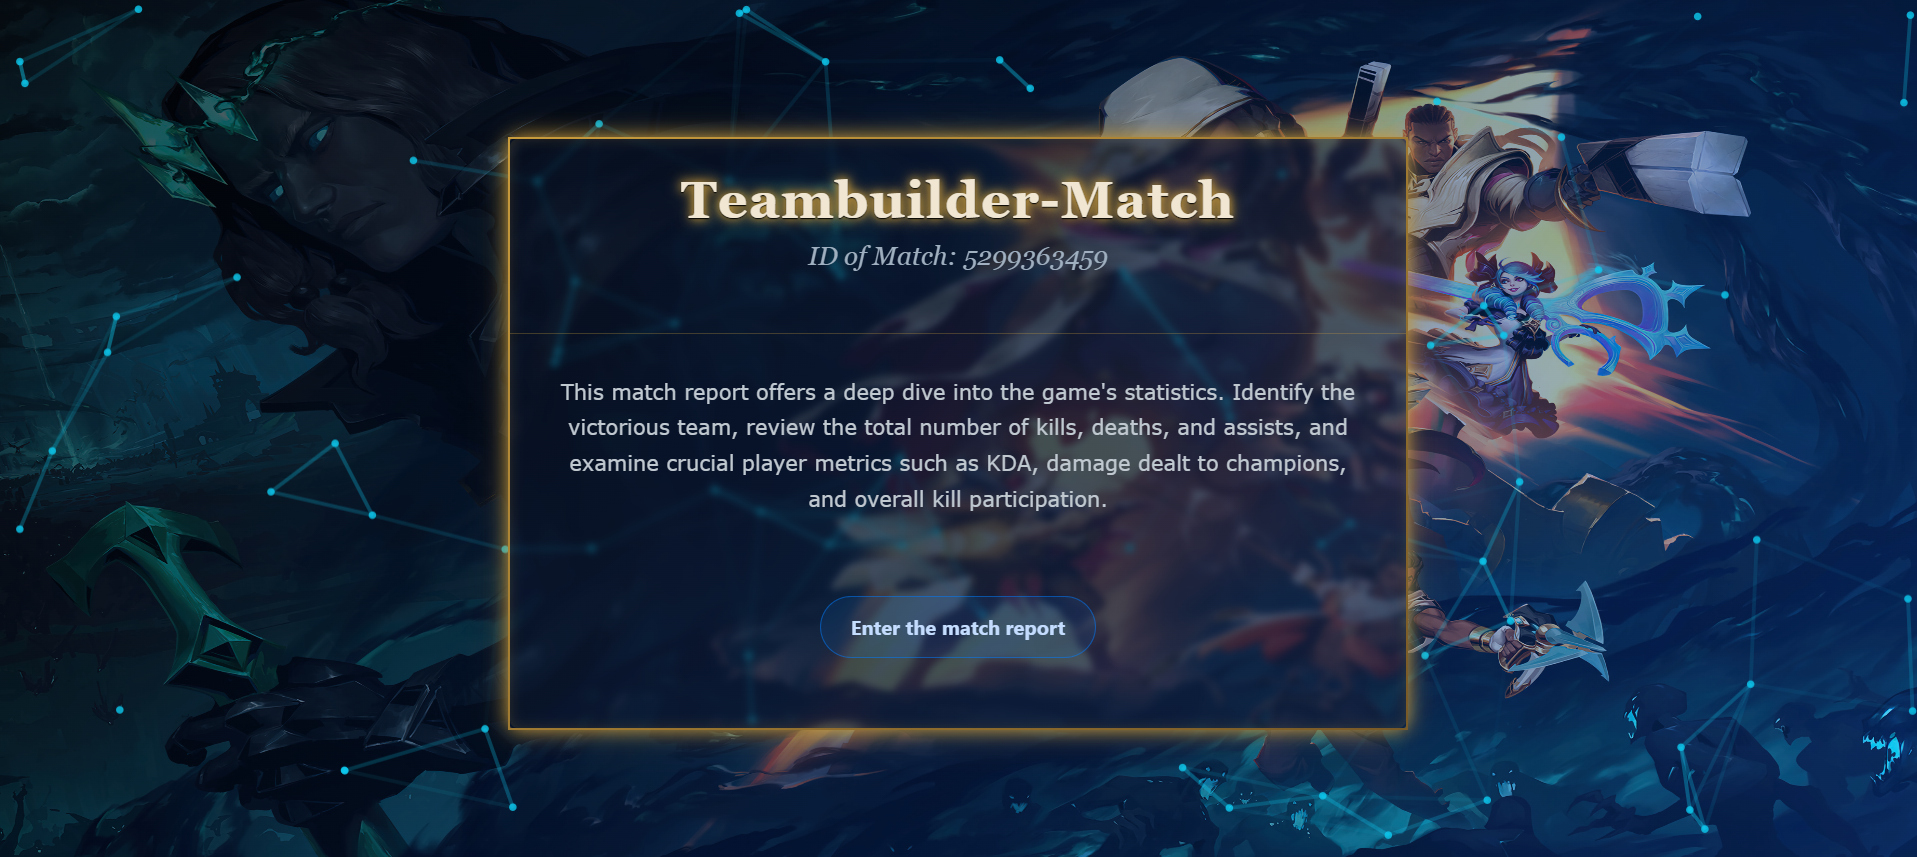 Teambuilder-Match
ID of Match: 5299363459
This match report offers a deep dive into the game's statistics. Identify the
victorious team, review the total number of kills, deaths, and assists, and
examine crucial player metrics such as KDA, damage dealt to champions,
and overall kill participation.
Enter the match report